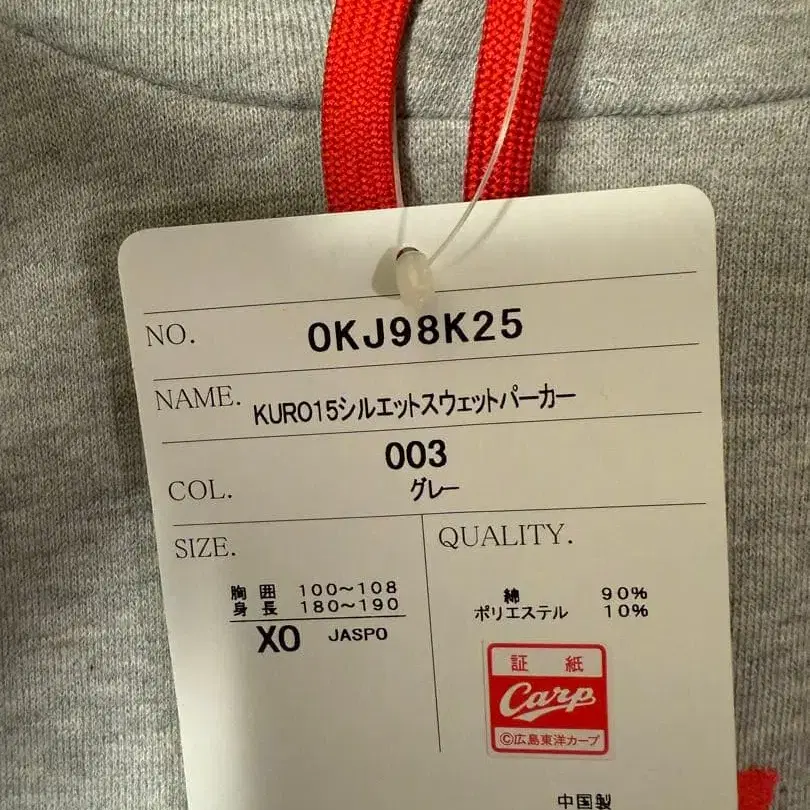 NO. OKJ98K25
NAME. KURO15シルエットスウェットパーカー
COL. 003
グレー
SIZE.
胸囲 100～108
身長 180～190
XO JASPO
QUALITY.
綿 90%
ポリエステル 10%
証紙
Carp
©広島東洋カープ
中国製